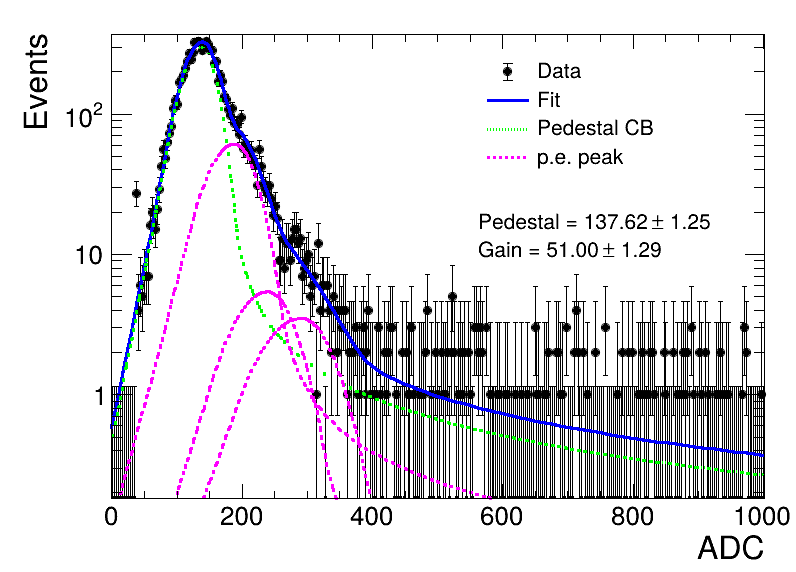 Events
10²
10
1
Data
Fit
Pedestal CB
p.e. peak
Pedestal = 137.62 ± 1.25
Gain = 51.00 ± 1.29
0 200 400 600 800 1000
ADC